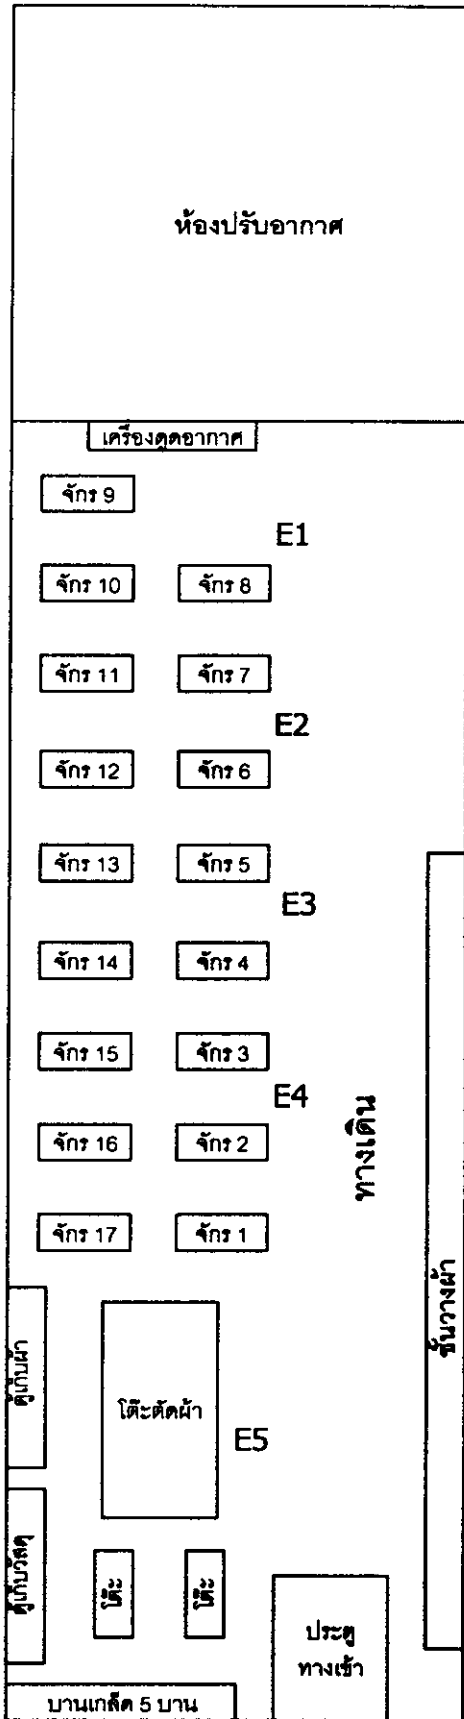 ห้องปรับอากาศ
เครื่องดูดอากาศ
จักร 9
E1
จักร 10
จักร 8
จักร 11
จักร 7
E2
จักร 12
จักร 6
จักร 13
จักร 5
E3
จักร 14
จักร 4
จักร 15
จักร 3
E4
ทางเดิน
จักร 16
จักร 2
จักร 17
จักร 1
ชั้นวางผ้า
ตู้เก็บผ้า
โต๊ะตัดผ้า
E5
ตู้เก็บวัสดุ
โต๊ะ
โต๊ะ
ประตู
ทางเข้า
บานเกล็ด 5 บาน